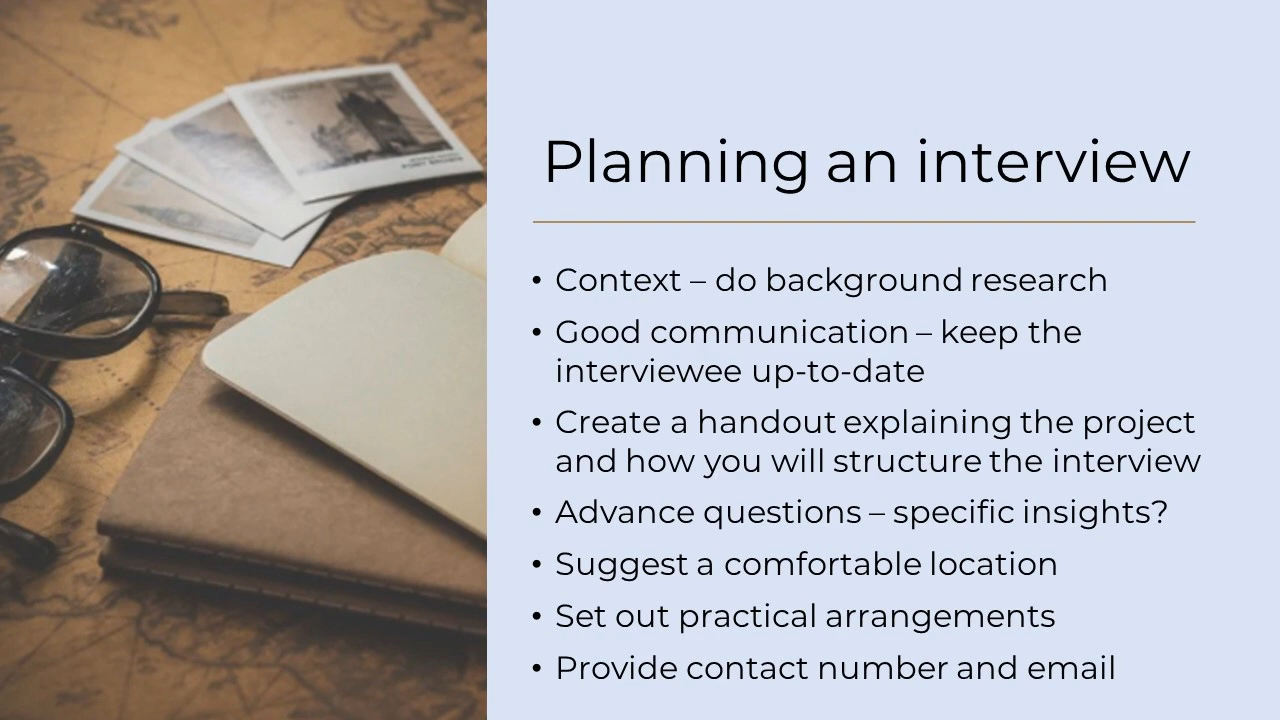 Planning an interview
• Context – do background research
• Good communication – keep the
interviewee up-to-date
• Create a handout explaining the project
and how you will structure the interview
• Advance questions – specific insights?
• Suggest a comfortable location
• Set out practical arrangements
• Provide contact number and email